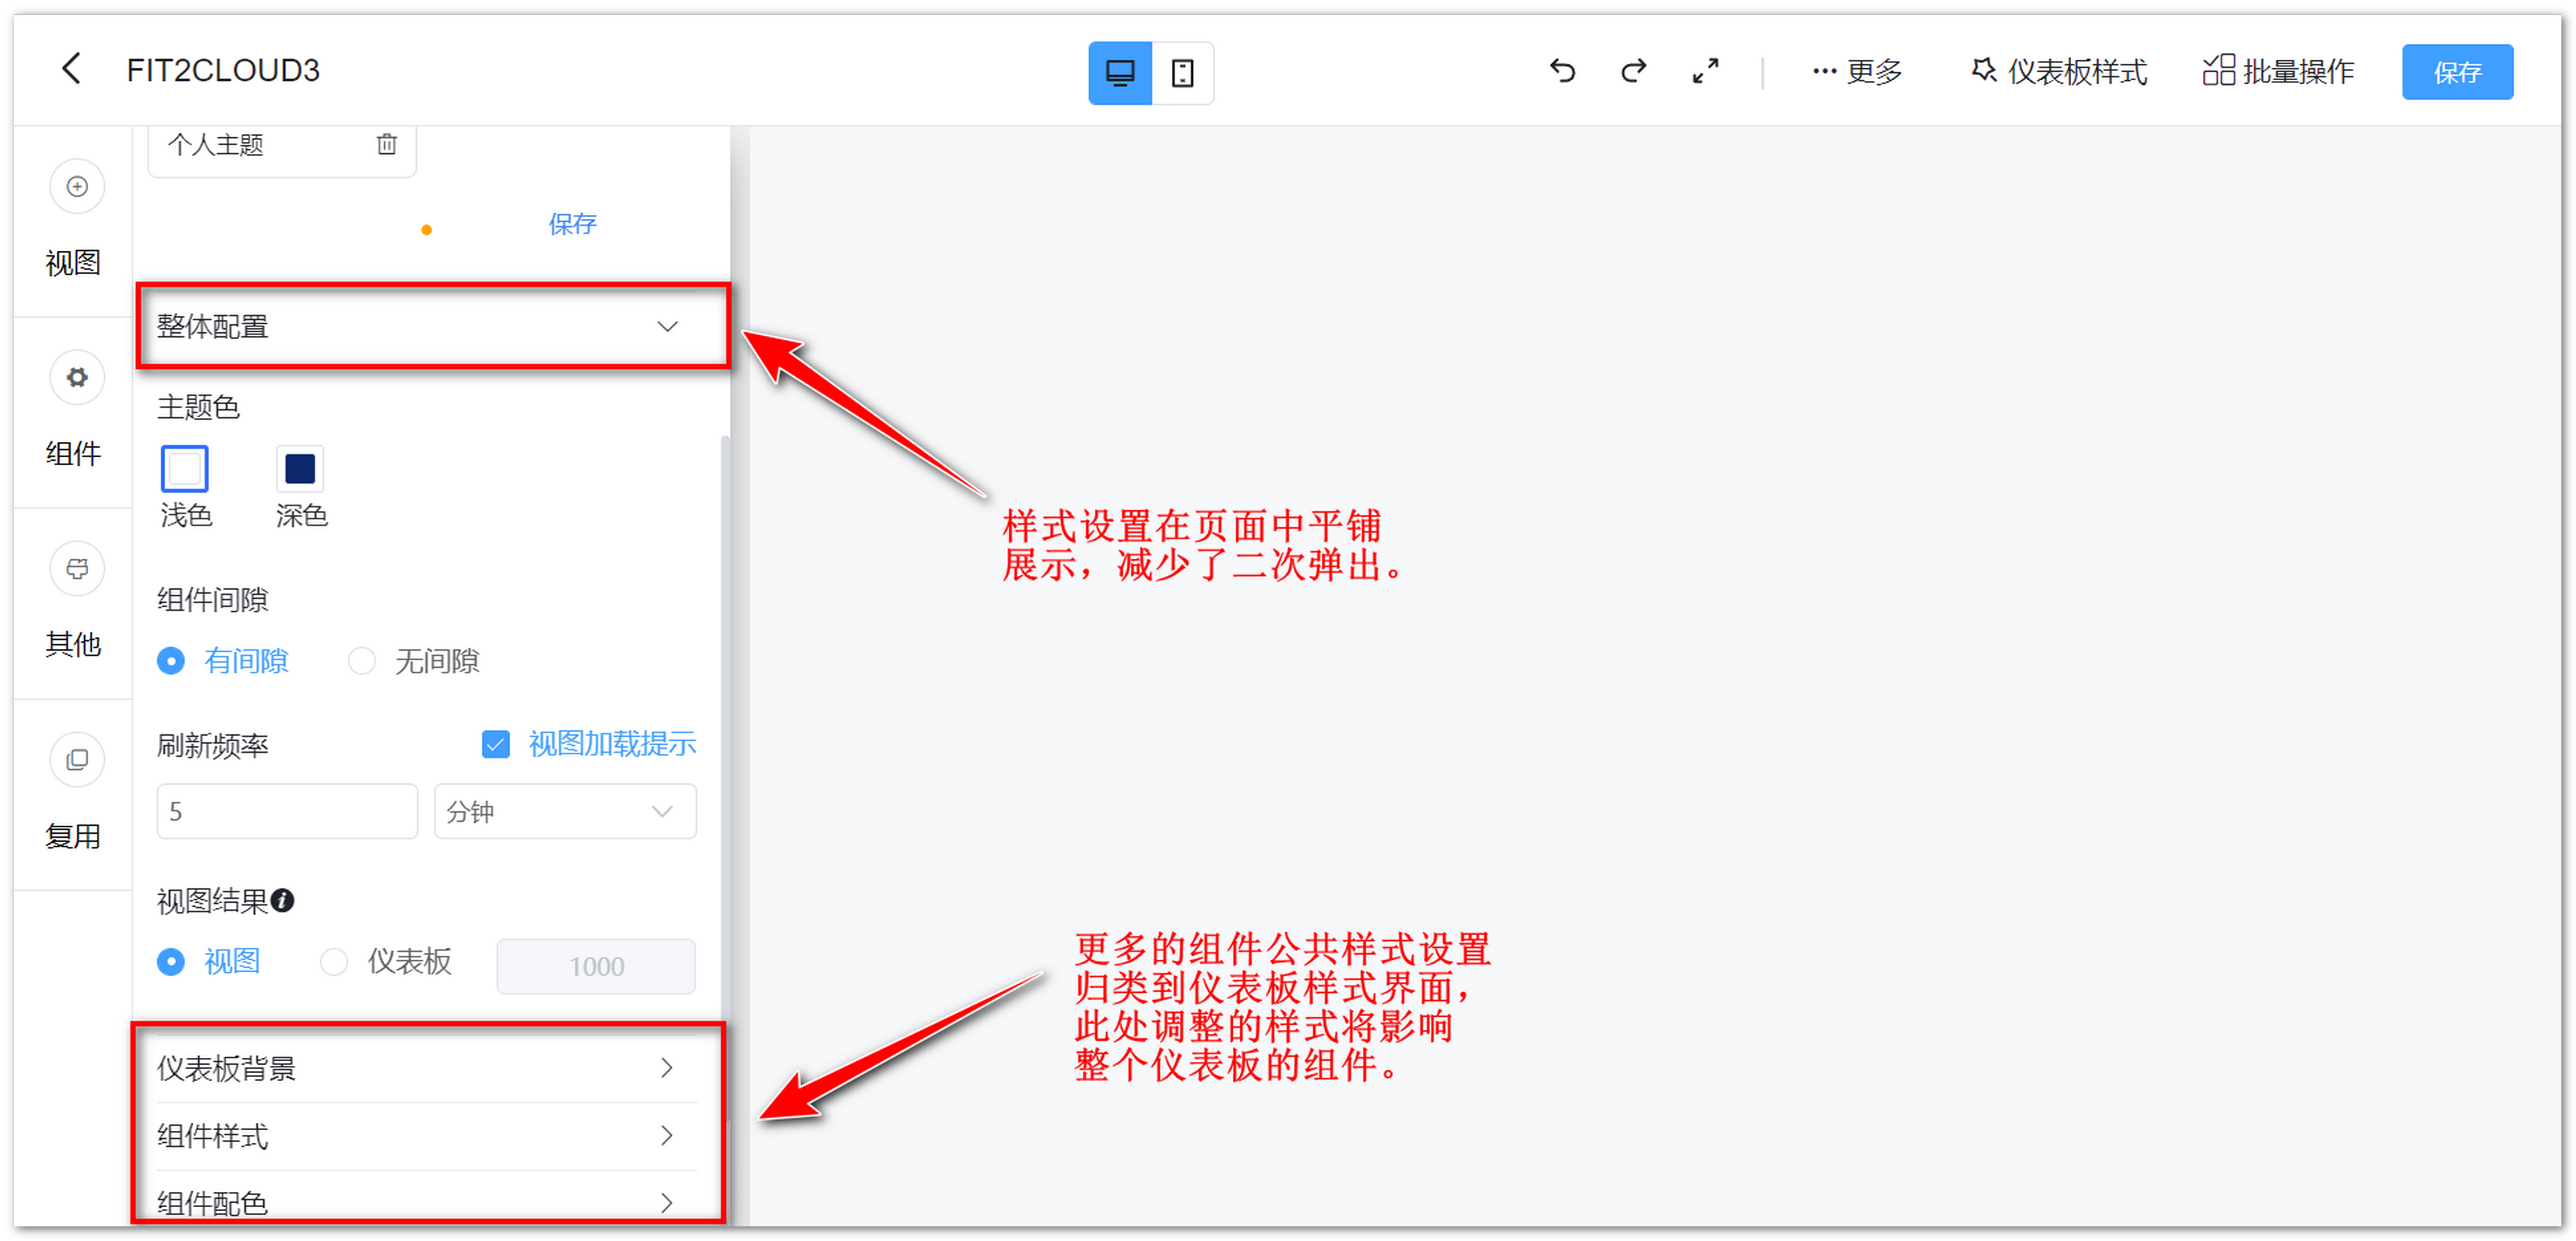 FIT2CLOUD3
更多
仪表板样式
批量操作
保存
视图
组件
其他
复用
个人主题
保存
整体配置
主题色
浅色 深色
组件间隙
有间隙 无间隙
刷新频率 视图加载提示
5 分钟
视图结果
视图 仪表板 1000
仪表板背景
组件样式
组件配色
样式设置在页面中平铺
展示，减少了二次弹出。
更多的组件公共样式设置
归类到仪表板样式界面，
此处调整的样式将影响
整个仪表板的组件。